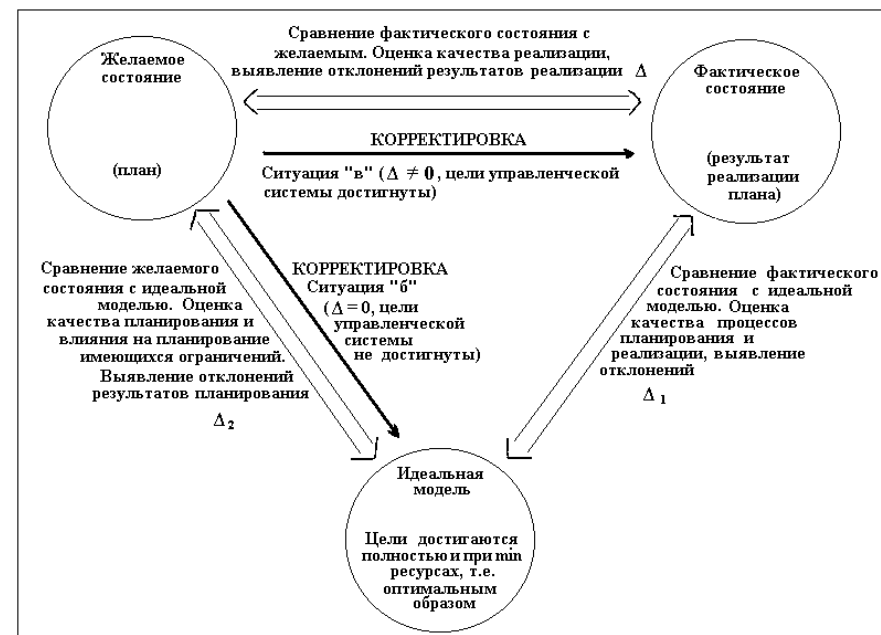 Желаемое
состояние
(план)
Сравнение фактического состояния с
желаемым. Оценка качества реализации,
выявление отклонений результатов реализации Δ
Фактическое
состояние
(результат
реализации
плана)
КОРРЕКТИРОВКА
Ситуация "в" ( Δ ≠ 0 , цели управленческой
системы достигнуты)
Сравнение желаемого
состояния с идеальной
моделью. Оценка
качества планирования и
влияния на планирование
имеющихся ограничений.
Выявление отклонений
результатов планирования
Δ 2
КОРРЕКТИРОВКА
Ситуация "б"
(Δ = 0, цели
управленческой
системы
не достигнуты)
Сравнение фактического
состояния с идеальной
моделью. Оценка
качества процессов
планирования и
реализации, выявление
отклонений
Δ 1
Идеальная
модель
Цели достигаются
полностью и при min
ресурсах, т.е.
оптимальным
образом